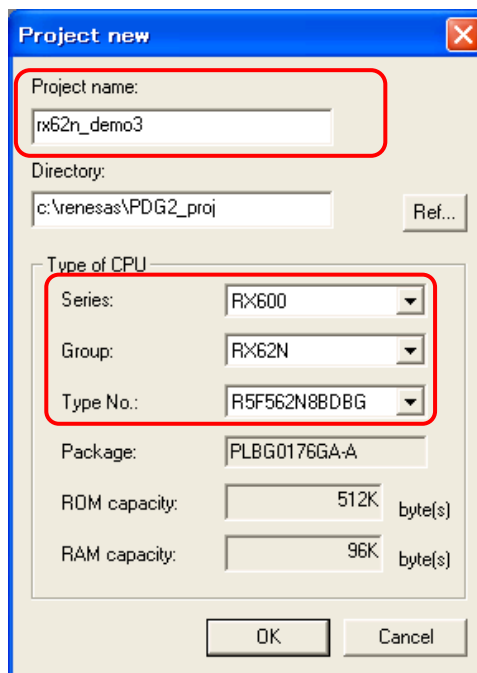 Project new
Project name:
rx62n_demo3
Directory:
c:\renesas\PDG2_proj
Ref...
Type of CPU
Series: RX600
Group: RX62N
Type No.: R5F562N8BDBG
Package: PLBG0176GA-A
ROM capacity: 512K byte(s)
RAM capacity: 96K byte(s)
OK Cancel